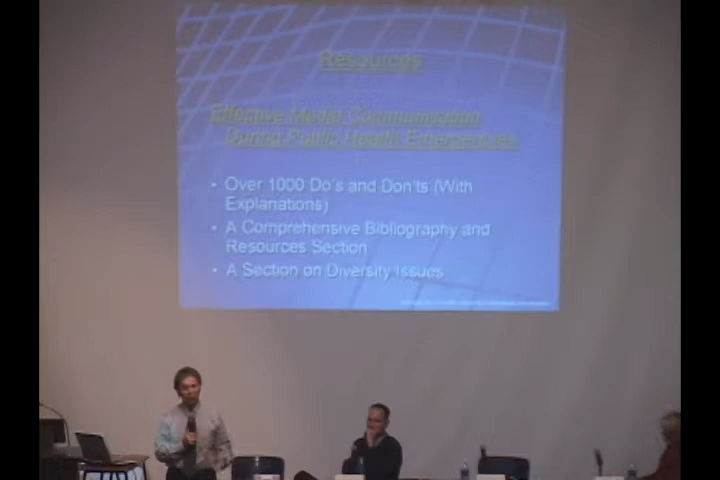 Resources
Effective Media Communication
During Public Health Emergencies
• Over 1000 Do's and Don'ts (With
Explanations)
• A Comprehensive Bibliography and
Resources Section
• A Section on Diversity Issues